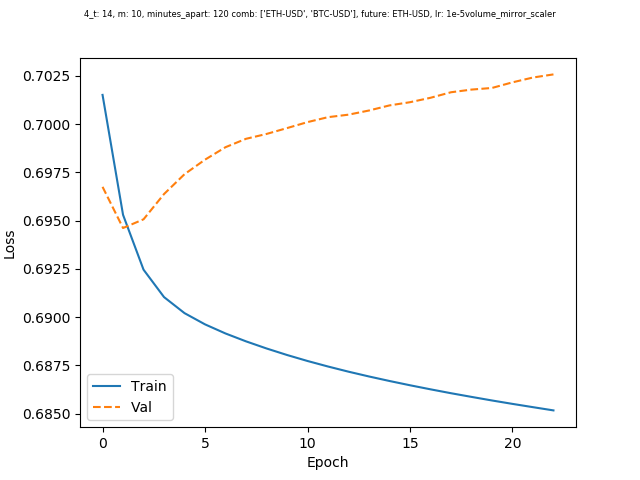 4_t: 14, m: 10, minutes_apart: 120 comb: ['ETH-USD', 'BTC-USD'], future: ETH-USD, lr: 1e-5volume_mirror_scaler
0.7025
0.7000
0.6975
0.6950
0.6925
0.6900
0.6875
0.6850
Loss
Train
Val
0 5 10 15 20
Epoch